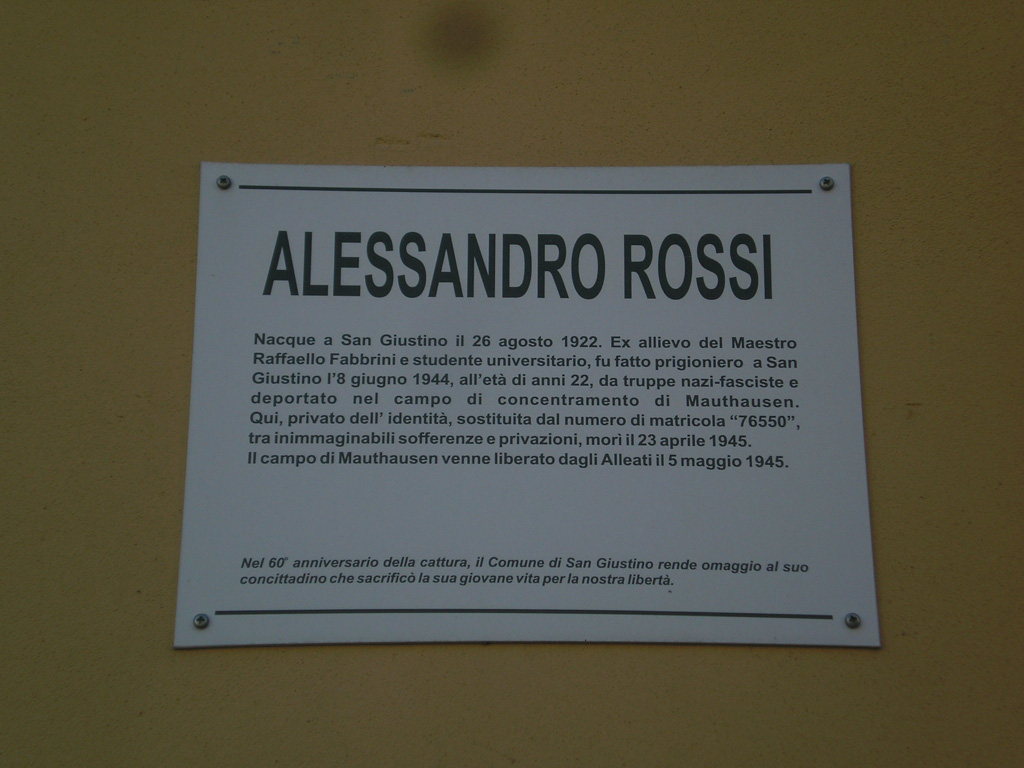 ALESSANDRO ROSSI
Nacque a San Giustino il 26 agosto 1922. Ex allievo del Maestro
Raffaello Fabbrini e studente universitario, fu fatto prigioniero a San
Giustino l'8 giugno 1944, all'età di anni 22, da truppe nazi-fasciste e
deportato nel campo di concentramento di Mauthausen.
Qui, privato dell' identità, sostituita dal numero di matricola “76550”,
tra inimmaginabili sofferenze e privazioni, morì il 23 aprile 1945.
Il campo di Mauthausen venne liberato dagli Alleati il 5 maggio 1945.
Nel 60° anniversario della cattura, il Comune di San Giustino rende omaggio al suo
concittadino che sacrificò la sua giovane vita per la nostra libertà.